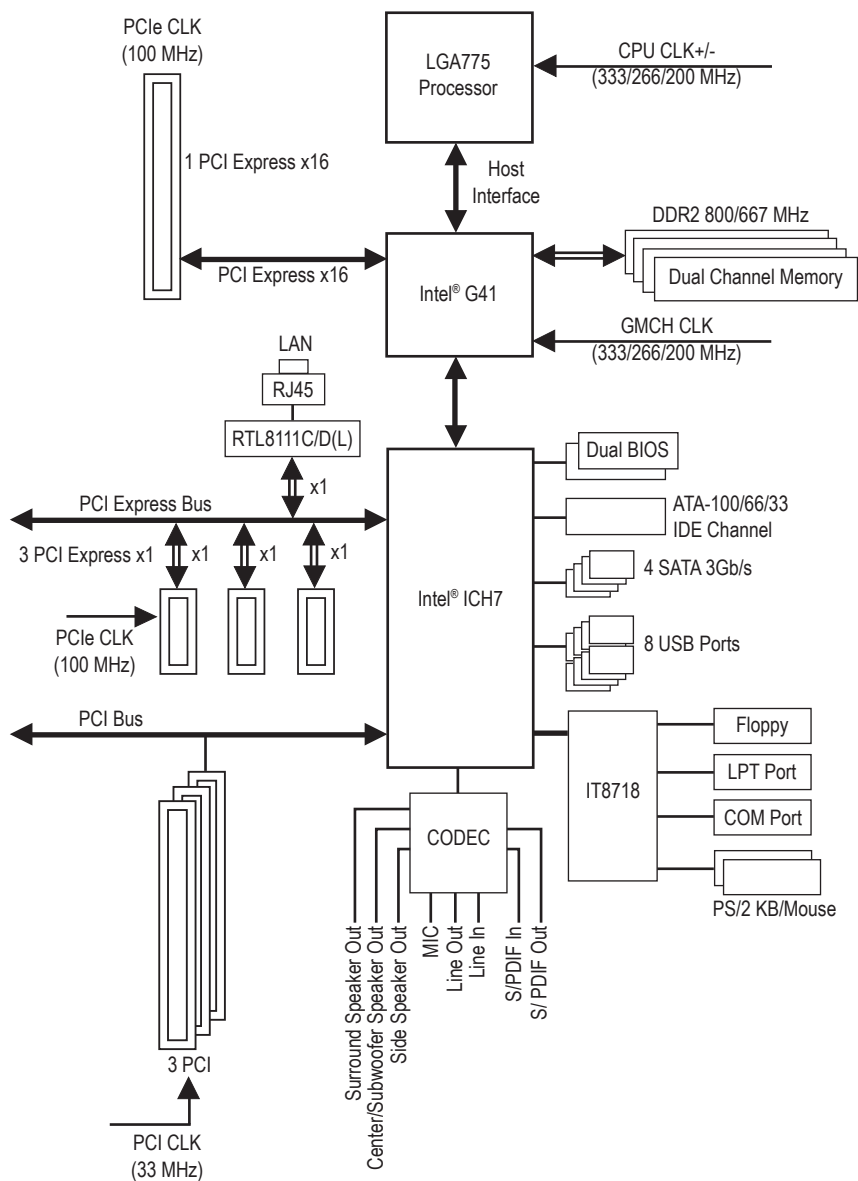 PCIe CLK
(100 MHz)
LGA775
Processor
CPU CLK+/-
(333/266/200 MHz)
1 PCI Express x16
Host
Interface
DDR2 800/667 MHz
Dual Channel Memory
PCI Express x16
Intel® G41
GMCH CLK
(333/266/200 MHz)
LAN
RJ45
RTL8111C/D(L)
x1
PCI Express Bus
3 PCI Express x1
x1
x1
x1
PCIe CLK
(100 MHz)
Intel® ICH7
Dual BIOS
ATA-100/66/33
IDE Channel
4 SATA 3Gb/s
8 USB Ports
PCI Bus
IT8718
Floppy
LPT Port
COM Port
PS/2 KB/Mouse
CODEC
Surround Speaker Out
Center/Subwoofer Speaker Out
Side Speaker Out
MIC
Line Out
Line In
S/PDIF In
S/ PDIF Out
3 PCI
PCI CLK
(33 MHz)